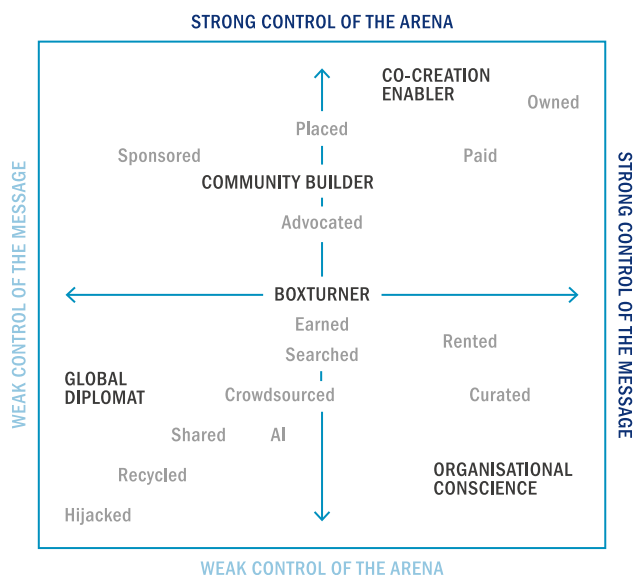 STRONG CONTROL OF THE ARENA
CO-CREATION
ENABLER
Owned
Placed
Sponsored
Paid
COMMUNITY BUILDER
Advocated
WEAK CONTROL OF THE MESSAGE
STRONG CONTROL OF THE MESSAGE
BOXTURNER
Earned
Rented
Searched
GLOBAL
DIPLOMAT
Crowdsourced
Curated
Shared
AI
Recycled
ORGANISATIONAL
CONSCIENCE
Hijacked
WEAK CONTROL OF THE ARENA